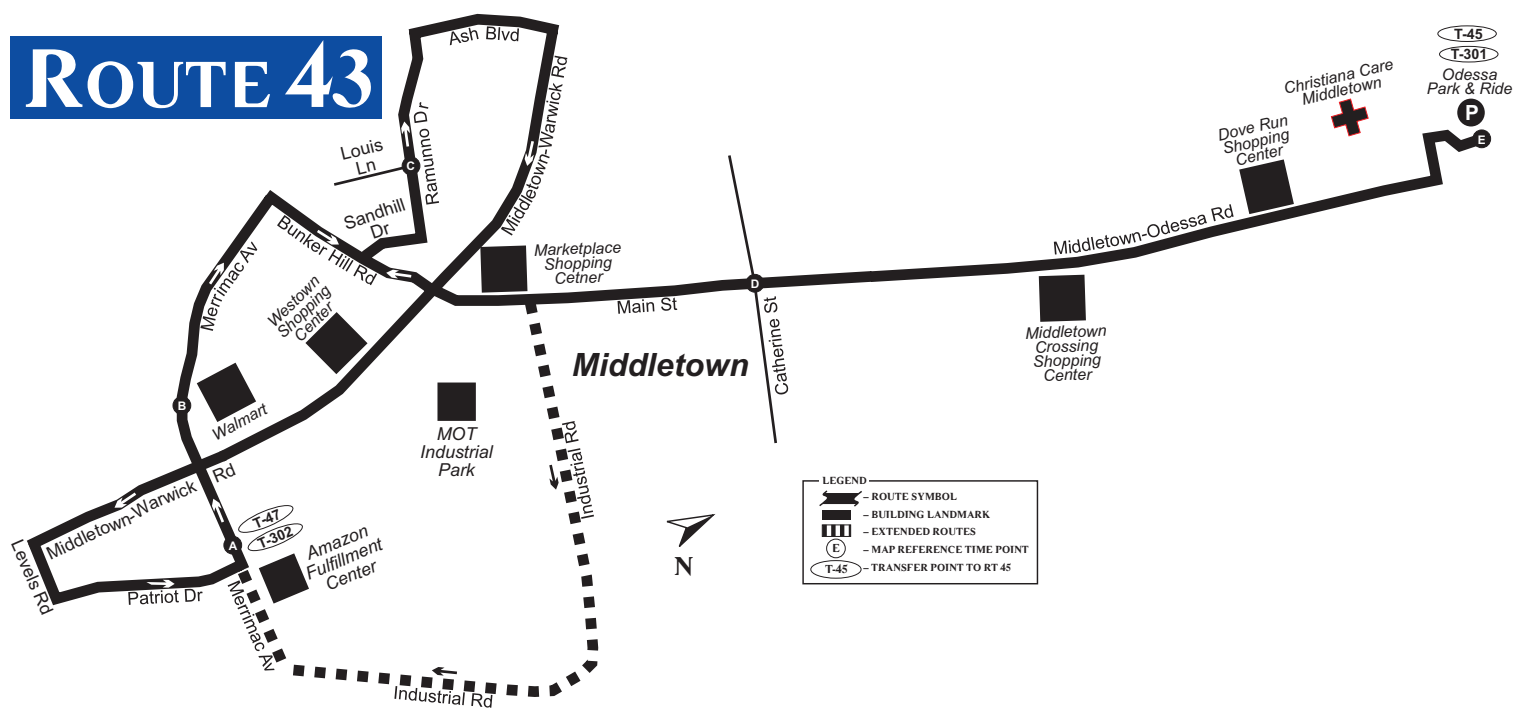 ROUTE 43
Ash Blvd
Middletown-Warwick Rd
Ramunno Dr
Louis
Ln
C
Sandhill
Dr
Bunker Hill Rd
Merrimac Av
Westown
Shopping
Center
Marketplace
Shopping
Cetner
Main St
D
Catherine St
Middletown
Middletown-Odessa Rd
Dove Run
Shopping
Center
Christiana Care
Middletown
T-45
T-301
Odessa
Park & Ride
P
E
Middletown
Crossing
Shopping
Center
B
Walmart
MOT
Industrial
Park
Industrial Rd
Middletown-Warwick Rd
Levels Rd
Patriot Dr
A
T-47
T-302
Amazon
Fulfillment
Center
Merrimac Av
Industrial Rd
N
LEGEND
– ROUTE SYMBOL
– BUILDING LANDMARK
– EXTENDED ROUTES
E – MAP REFERENCE TIME POINT
T-45 – TRANSFER POINT TO RT 45